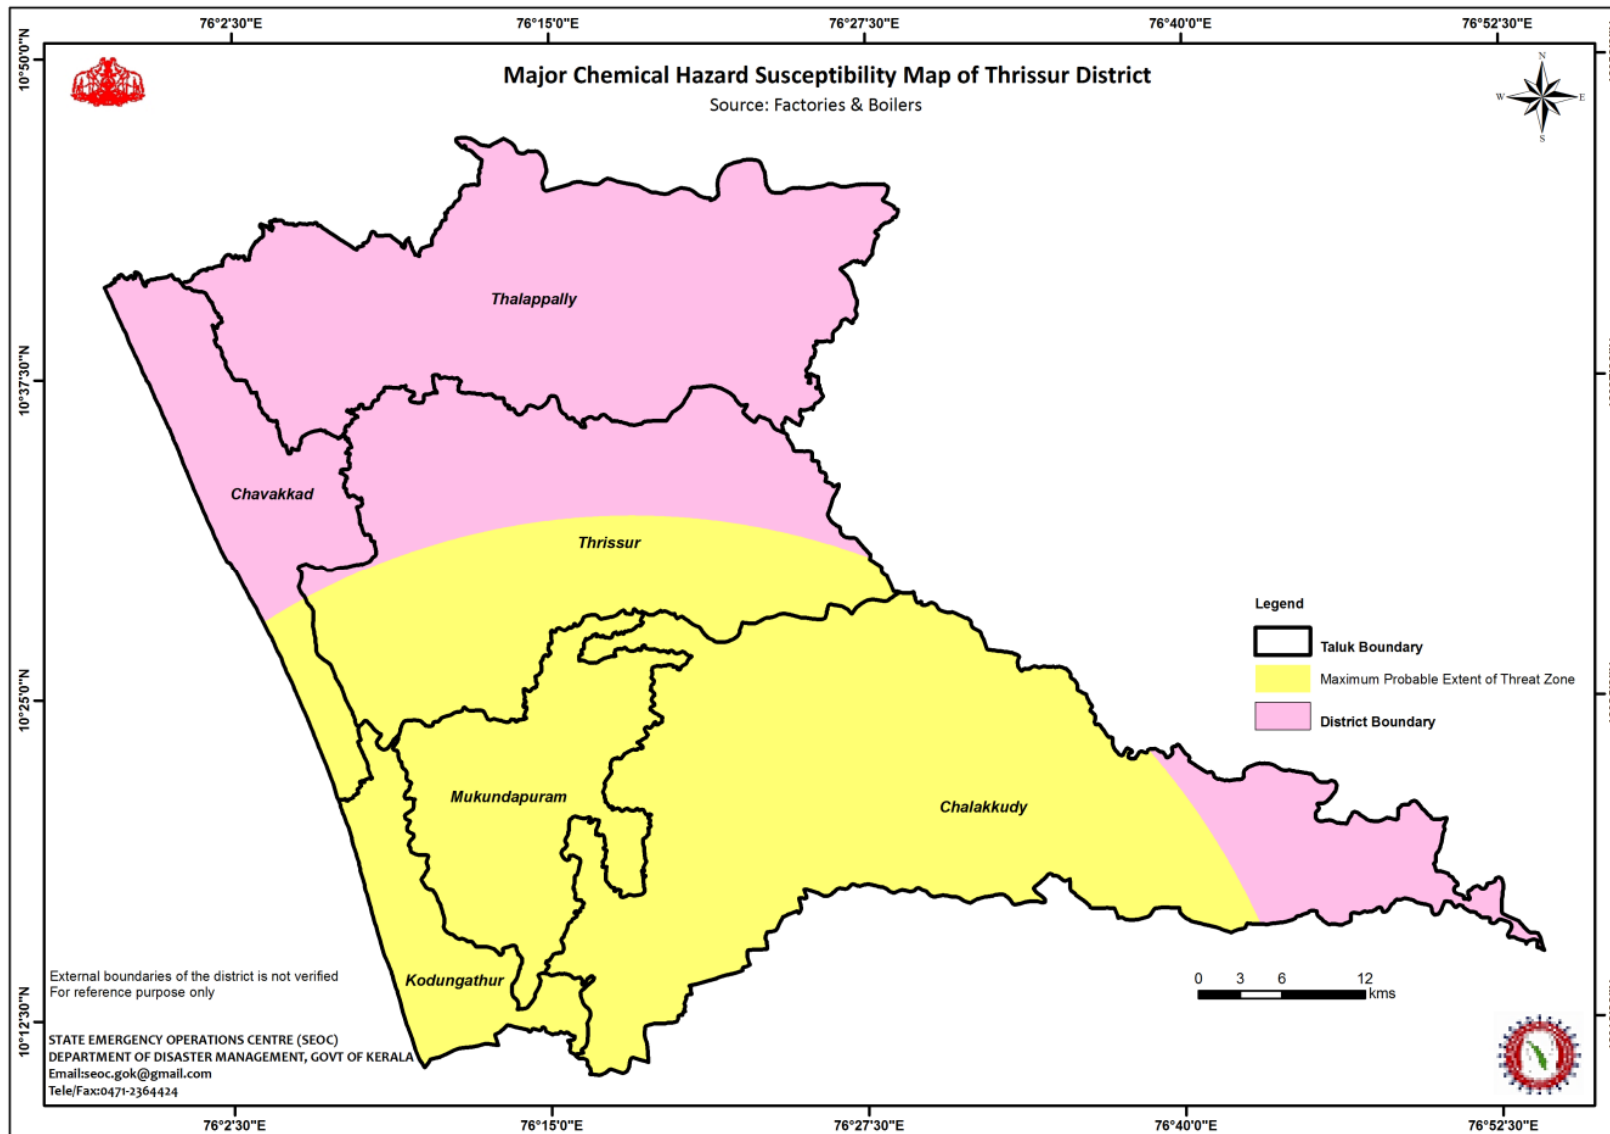 76°2'30"E 76°15'0"E 76°27'30"E 76°40'0"E 76°52'30"E
10°50'0"N
Major Chemical Hazard Susceptibility Map of Thrissur District
Source: Factories & Boilers
N
W E
S
Thalappally
10°37'30"N
Chavakkad
Thrissur
Legend
Taluk Boundary
Maximum Probable Extent of Threat Zone
District Boundary
10°25'0"N
Mukundapuram
Chalakkudy
Kodungathur
External boundaries of the district is not verified
For reference purpose only
0 3 6 12
kms
10°12'30"N
STATE EMERGENCY OPERATIONS CENTRE (SEOC)
DEPARTMENT OF DISASTER MANAGEMENT, GOVT OF KERALA
Email:seoc.gok@gmail.com
Tele/Fax:0471-2364424
76°2'30"E 76°15'0"E 76°27'30"E 76°40'0"E 76°52'30"E